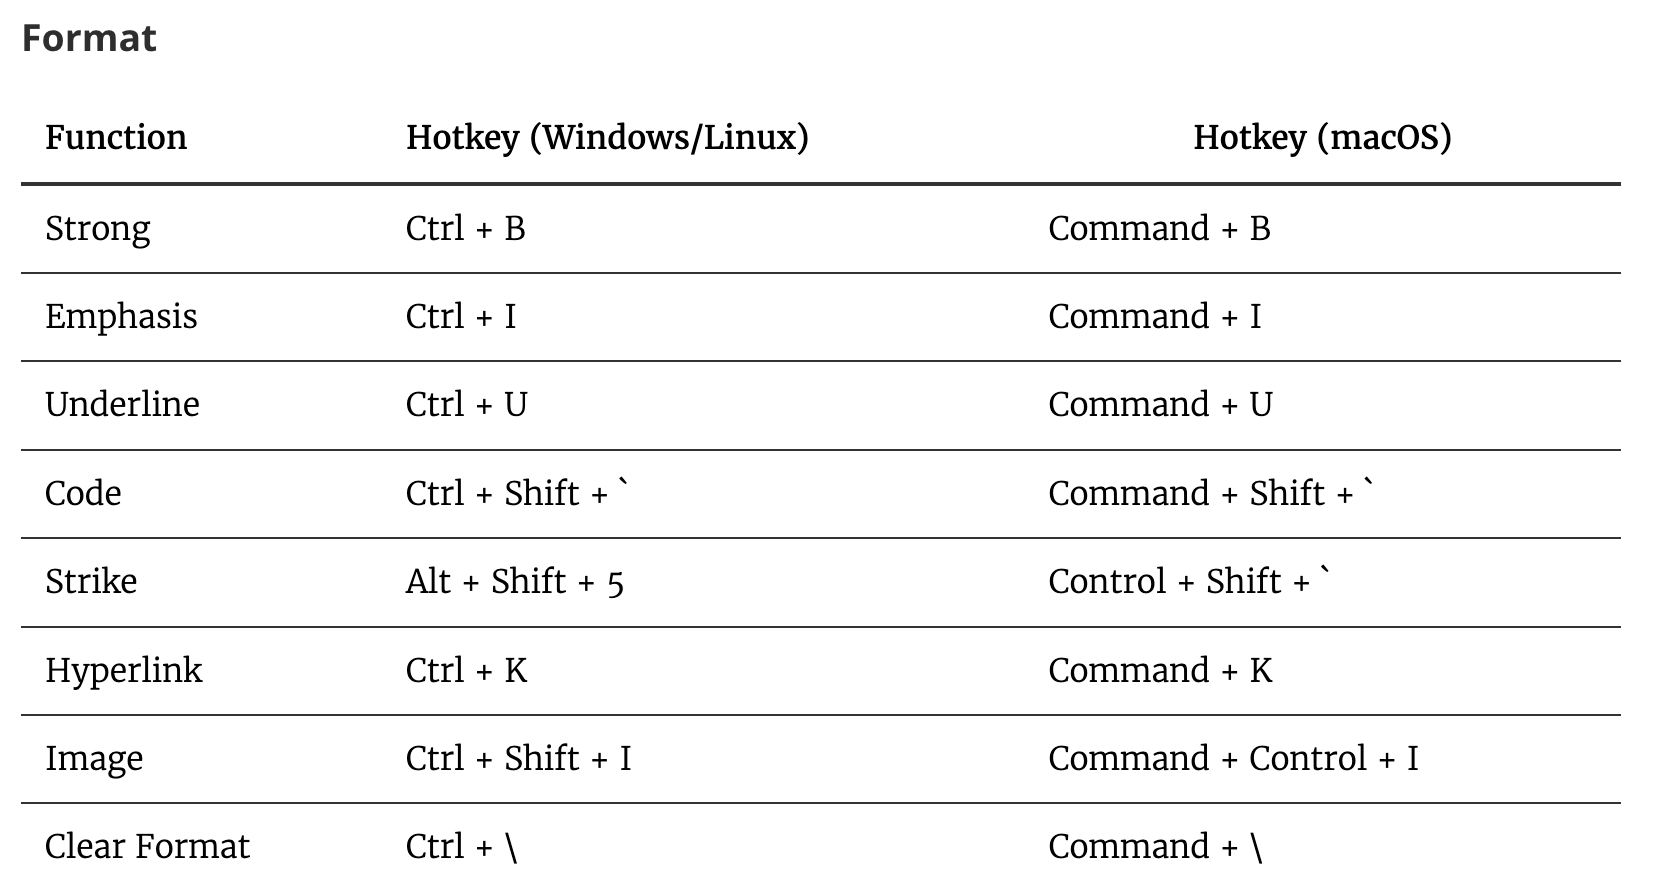 Format
Function Hotkey (Windows/Linux) Hotkey (macOS)
Strong Ctrl + B Command + B
Emphasis Ctrl + I Command + I
Underline Ctrl + U Command + U
Code Ctrl + Shift + ` Command + Shift + `
Strike Alt + Shift + 5 Control + Shift + `
Hyperlink Ctrl + K Command + K
Image Ctrl + Shift + I Command + Control + I
Clear Format Ctrl + \ Command + \